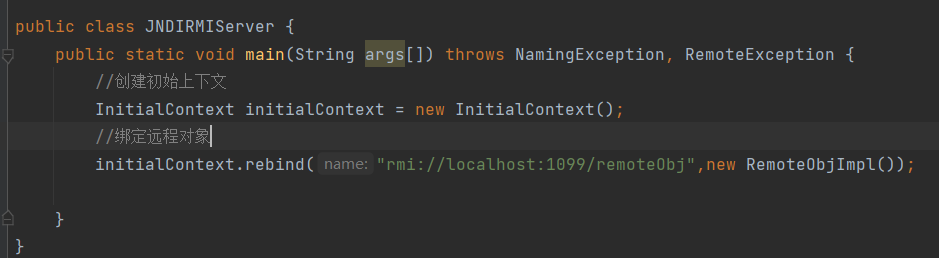 public class JNDIRMIServer {
public static void main(String args[]) throws NamingException, RemoteException {
//创建初始上下文
InitialContext initialContext = new InitialContext();
//绑定远程对象
initialContext.rebind( name: "rmi://localhost:1099/remoteObj",new RemoteObjImpl());
}
}